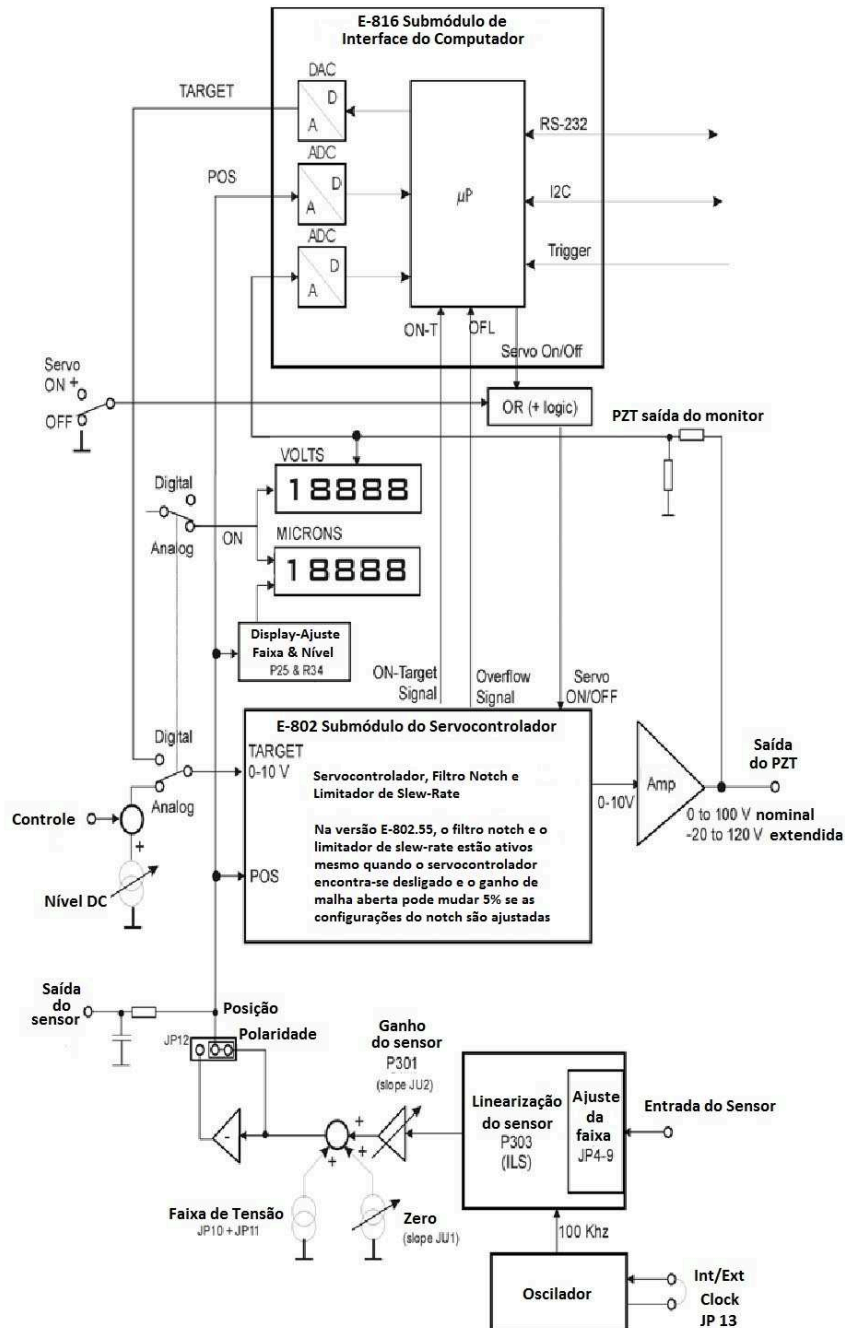 E-816 Submódulo de
Interface do Computador
DAC
D
A
TARGET
ADC
D
A
POS
ADC
D
A
µP
RS-232
I2C
Trigger
ON-T
OFL
Servo On/Off
Servo
ON +
OFF
OR (+ logic)
PZT saída do monitor
VOLTS
18888
Digital
Analog
ON
MICRONS
18888
Display-Ajuste
Faixa & Nível
P25 & R34
ON-Target
Signal
Overflow
Signal
Servo
ON/OFF
E-802 Submódulo do Servocontrolador
Digital
Analog
TARGET
0-10 V
Servocontrolador, Filtro Notch e
Limitador de Slew-Rate
Na versão E-802.55, o filtro notch e o
limitador de slew-rate estão ativos
mesmo quando o servocontrolador
encontra-se desligado e o ganho de
malha aberta pode mudar 5% se as
configurações do notch são ajustadas
POS
0-10V
Amp
Saída
do PZT
0 to 100 V nominal
-20 to 120 V extendida
Controle
+
Nível DC
Saída
do
sensor
Posição
JP12
Polaridade
-
Ganho
do sensor
P301
(slope JU2)
+
+
+
Linearização
do sensor
P303
(ILS)
Ajuste
da
faixa
JP4-9
Entrada do Sensor
Faixa de Tensão
JP10 + JP11
Zero
(slope JU1)
100 Khz
Oscilador
Int/Ext
Clock
JP 13